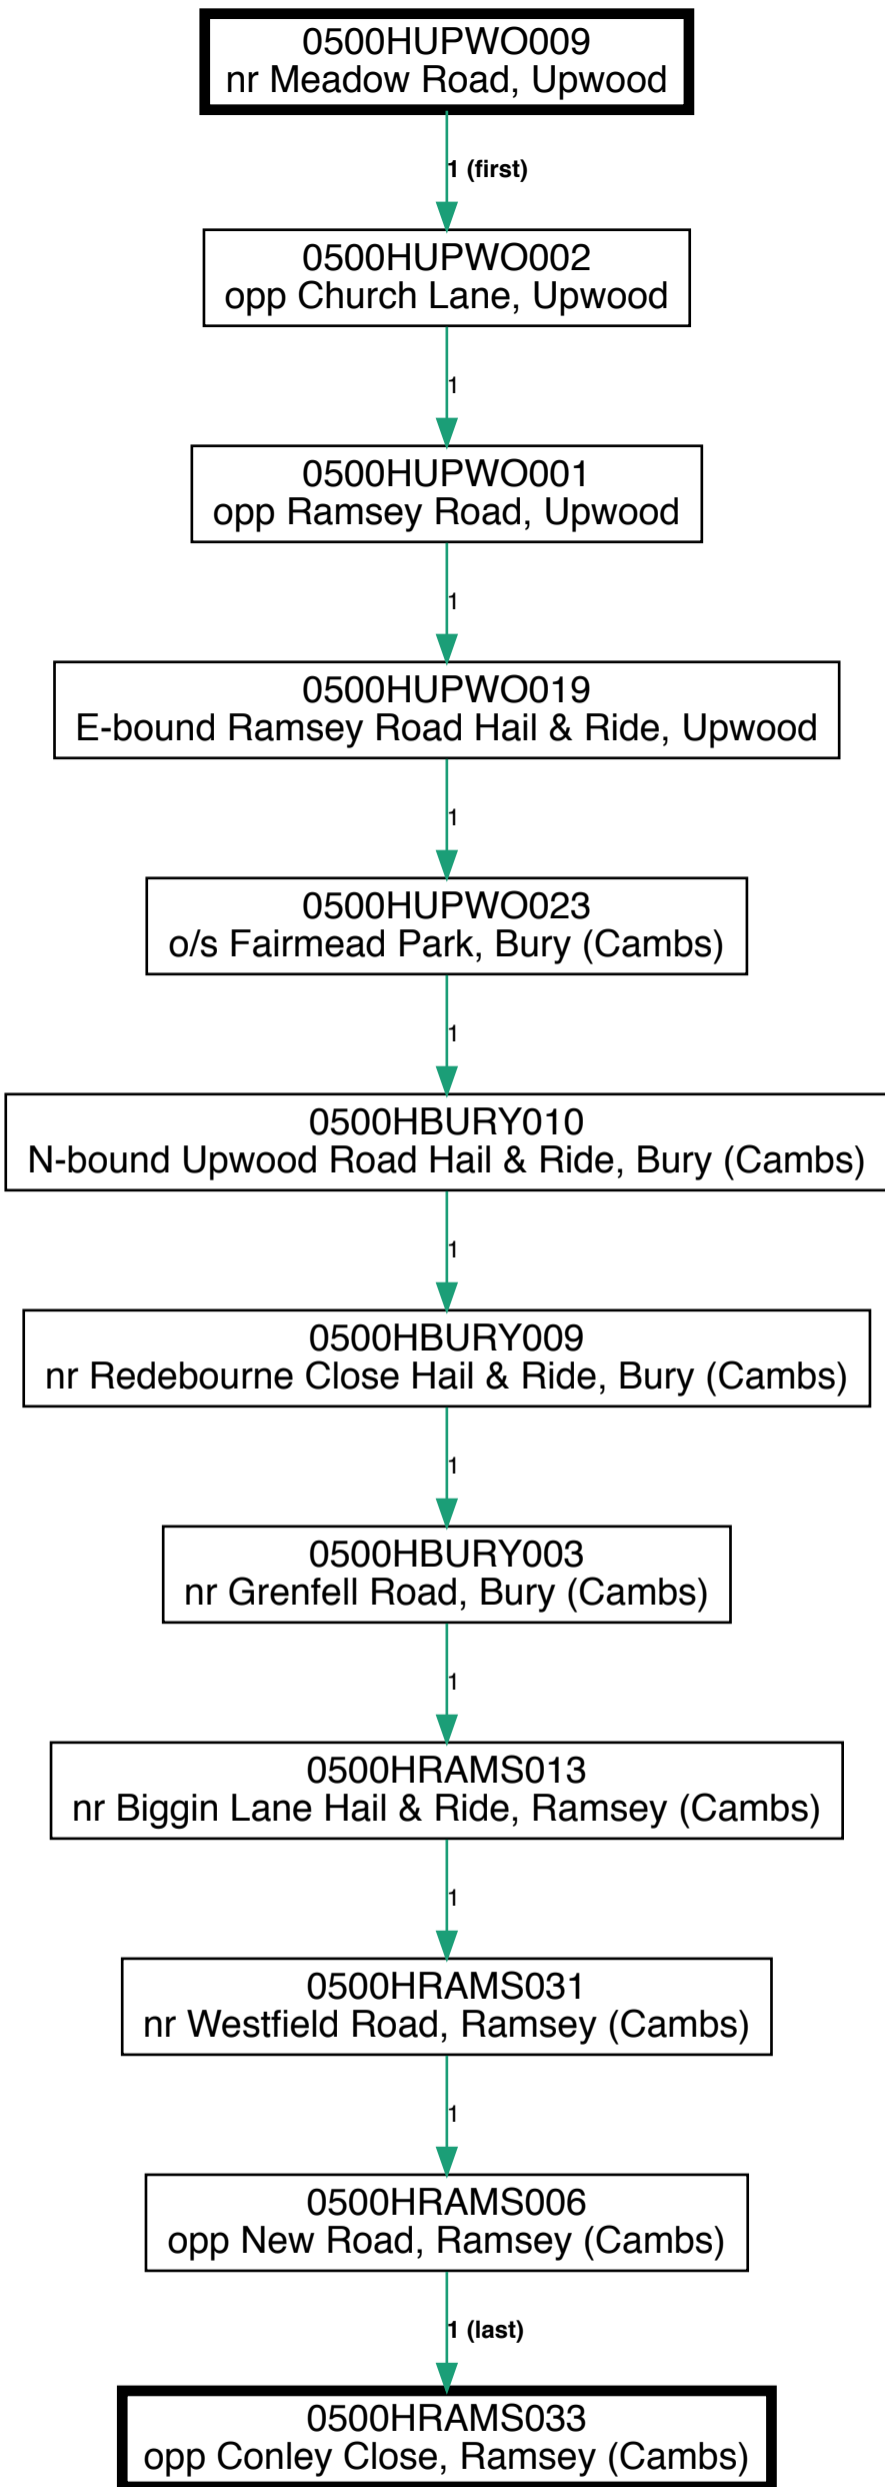 0500HUPWO009
nr Meadow Road, Upwood
1 (first)
0500HUPWO002
opp Church Lane, Upwood
1
0500HUPWO001
opp Ramsey Road, Upwood
1
0500HUPWO019
E-bound Ramsey Road Hail & Ride, Upwood
1
0500HUPWO023
o/s Fairmead Park, Bury (Cambs)
1
0500HBURY010
N-bound Upwood Road Hail & Ride, Bury (Cambs)
1
0500HBURY009
nr Redebourne Close Hail & Ride, Bury (Cambs)
1
0500HBURY003
nr Grenfell Road, Bury (Cambs)
1
0500HRAMS013
nr Biggin Lane Hail & Ride, Ramsey (Cambs)
1
0500HRAMS031
nr Westfield Road, Ramsey (Cambs)
1
0500HRAMS006
opp New Road, Ramsey (Cambs)
1 (last)
0500HRAMS033
opp Conley Close, Ramsey (Cambs)